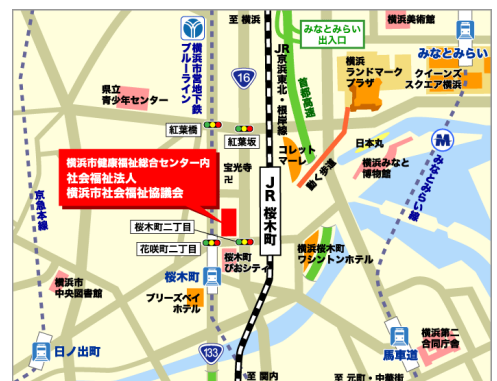 至 横浜
みなとみらい
出入口
横浜美術館
みなとみらい
横浜市営地下鉄
ブルーライン
JR京浜東北・根岸線
首都高速
16
横浜
ランドマーク
プラザ
クイーンズ
スクエア横浜
県立
青少年センター
紅葉橋
紅葉坂
コレット
マーレ
動く歩道
日本丸
横浜みなと
博物館
みなとみらい線
横浜市健康福祉総合センター内
社会福祉法人
横浜市社会福祉協議会
宝光寺
卍
JR 桜木町
京急本線
桜木町二丁目
花咲町二丁目
桜木町
ぴおシティ
横浜桜木町
ワシントンホテル
桜木町
横浜市
中央図書館
ブリーズベイ
ホテル
日ノ出町
133
馬車道
横浜第二
合同庁舎
至 関内
至 元町・中華街